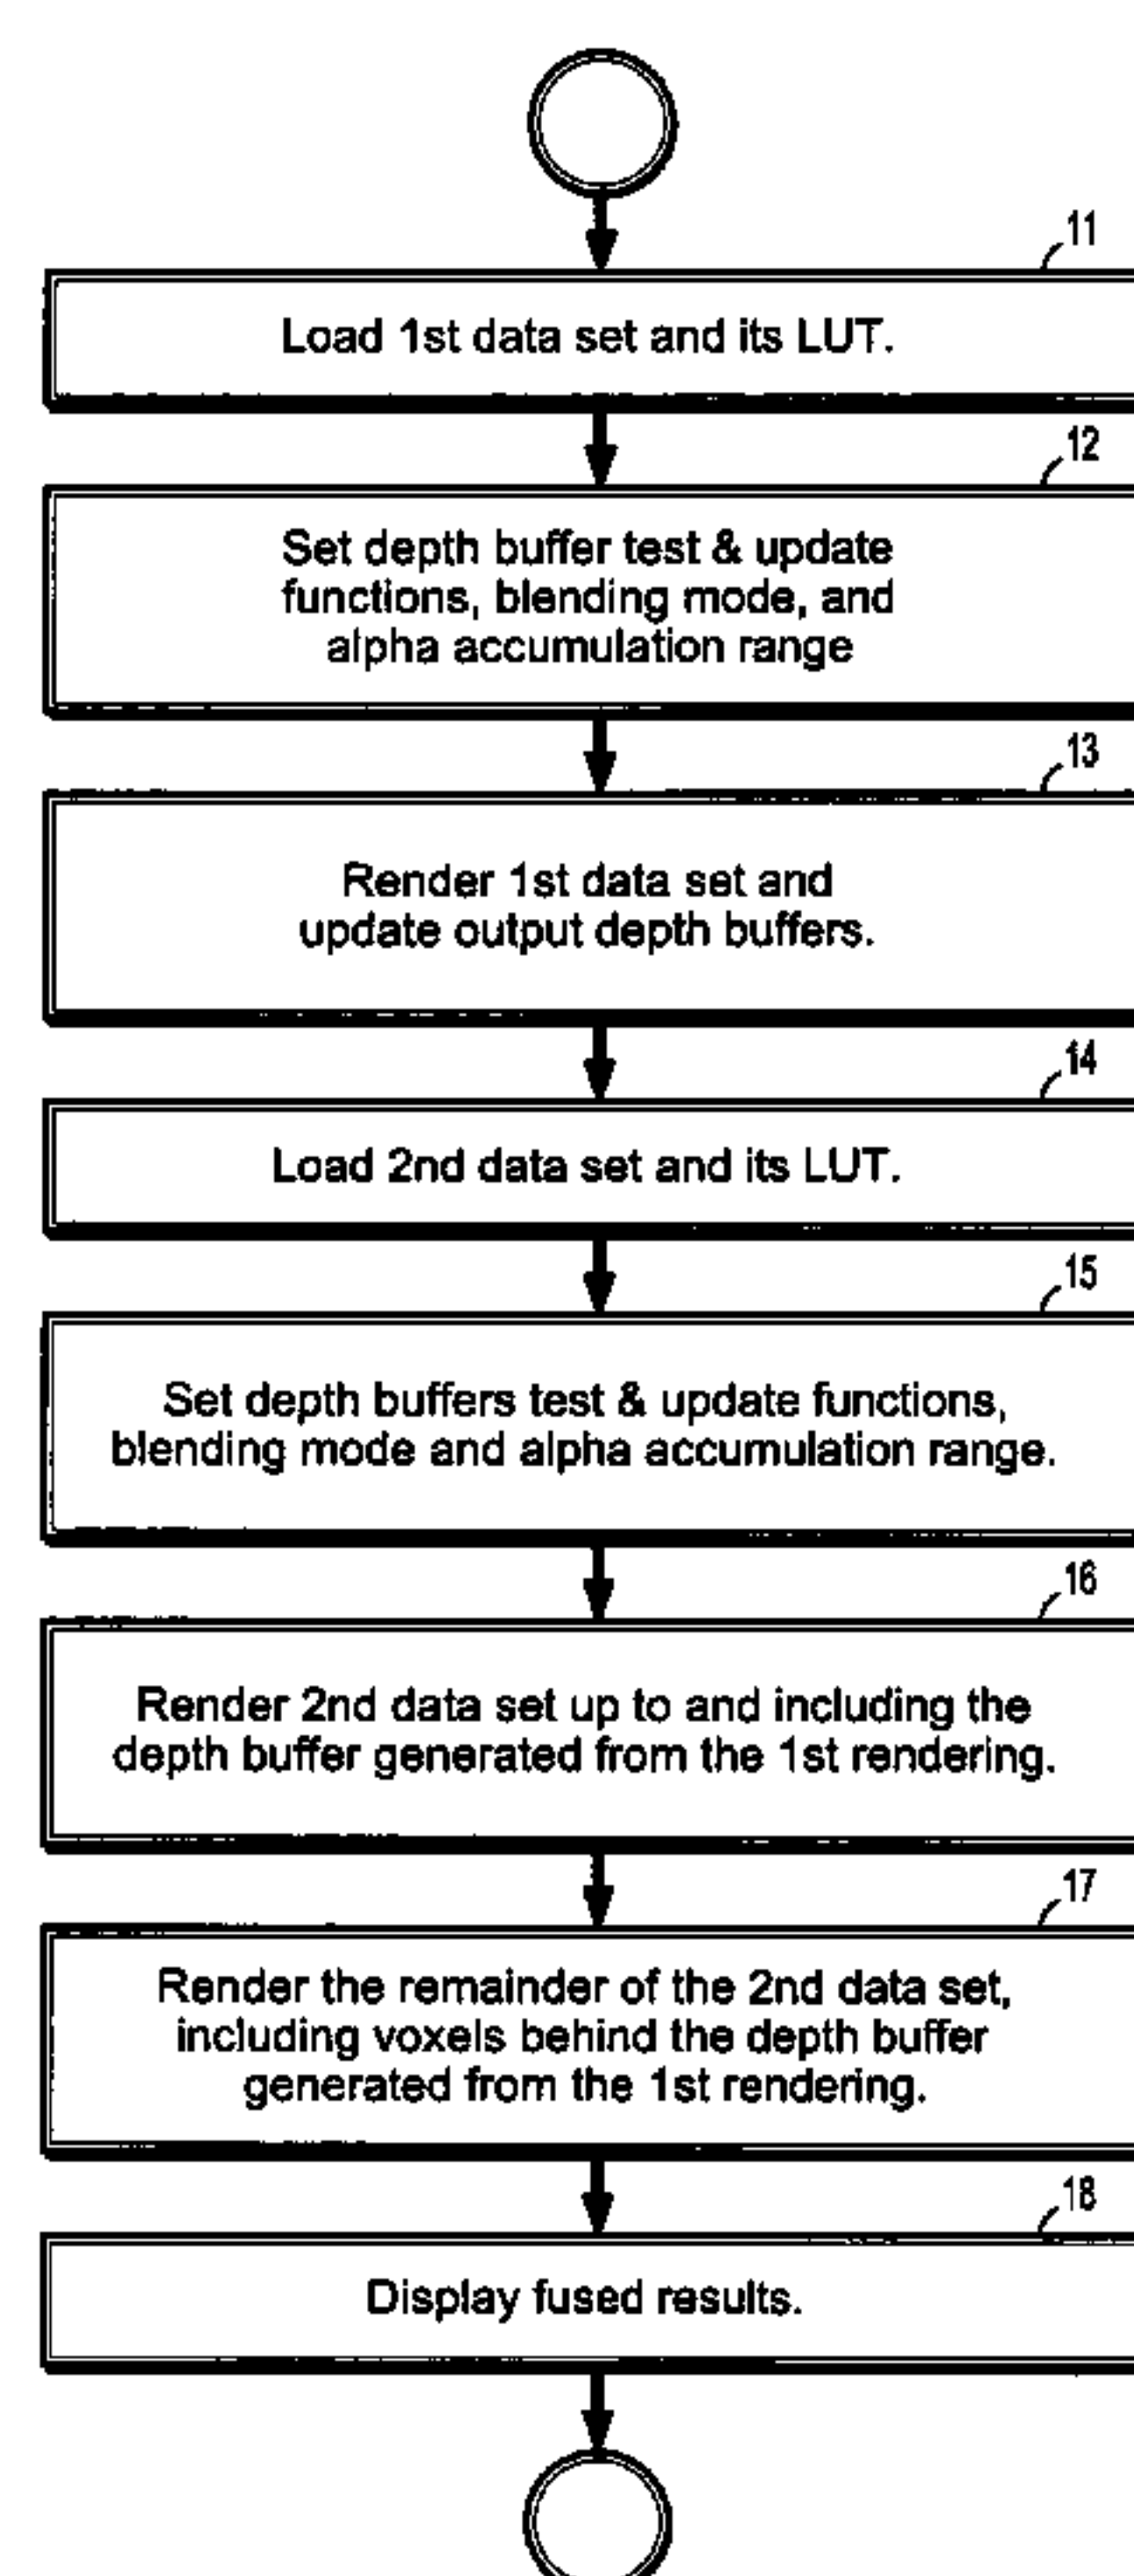 11
Load 1st data set and its LUT.
12
Set depth buffer test & update
functions, blending mode, and
alpha accumulation range
13
Render 1st data set and
update output depth buffers.
14
Load 2nd data set and its LUT.
15
Set depth buffers test & update functions,
blending mode and alpha accumulation range.
16
Render 2nd data set up to and including the
depth buffer generated from the 1st rendering.
17
Render the remainder of the 2nd data set,
including voxels behind the depth buffer
generated from the 1st rendering.
18
Display fused results.